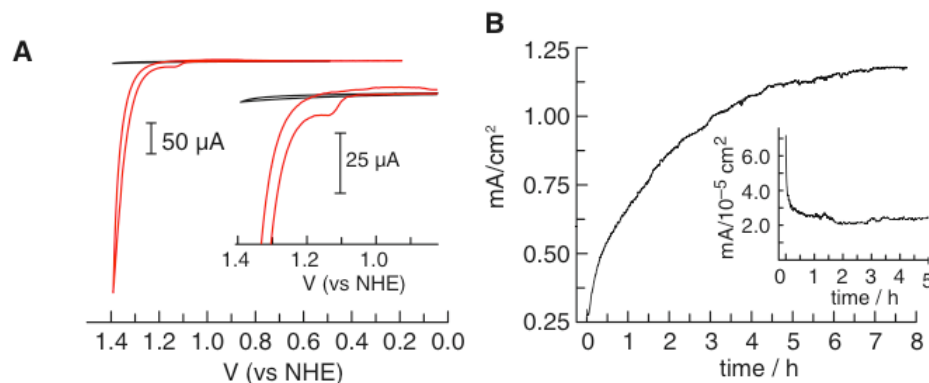 A
50 µA
25 µA
1.4 1.2 1.0
V (vs NHE)
1.4 1.2 1.0 0.8 0.6 0.4 0.2 0.0
V (vs NHE)
B
1.25
1.00
0.75
0.50
0.25
mA/cm²
0 1 2 3 4 5 6 7 8
time / h
6.0
4.0
2.0
mA/10⁻⁵ cm²
0 1 2 3 4 5
time / h